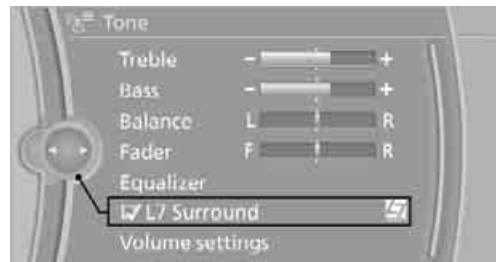 Tone
Treble - +
Bass - +
Balance L R
Fader F R
Equalizer
L7 Surround
Volume settings